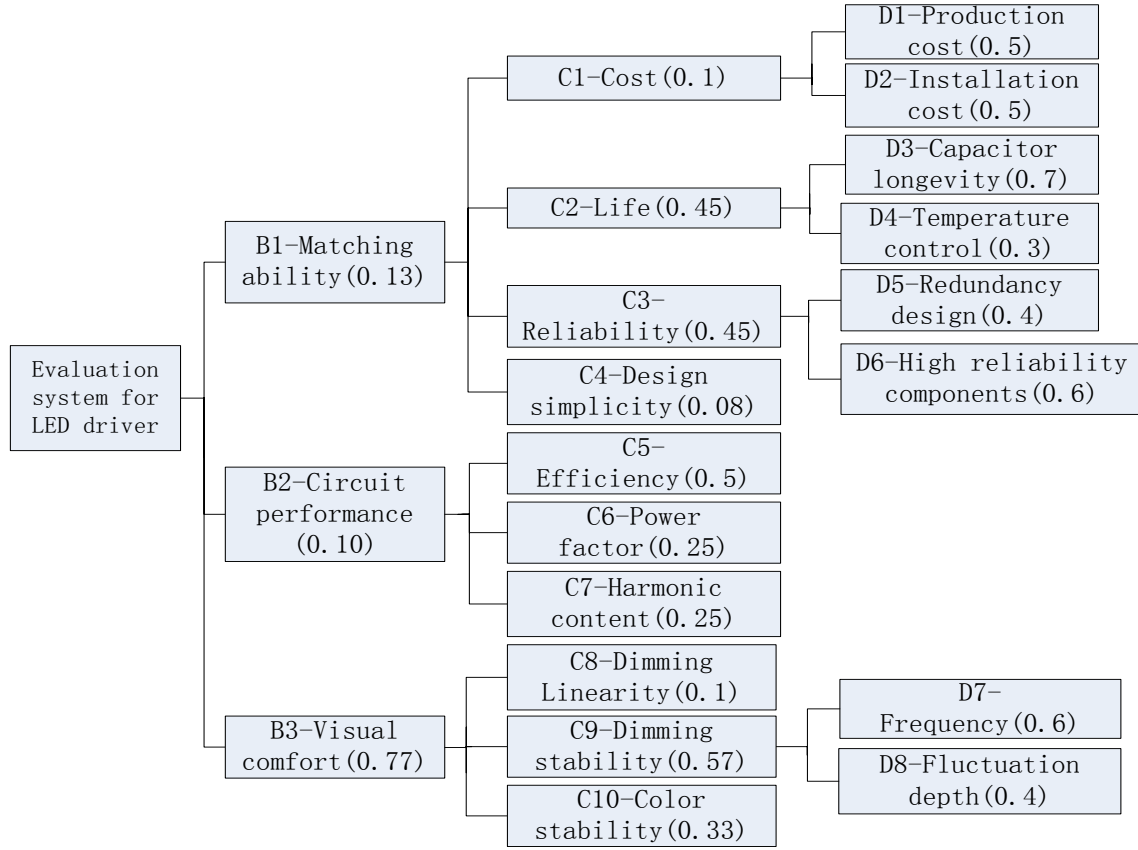 Evaluation
system for
LED driver
B1-Matching
ability(0.13)
B2-Circuit
performance
(0.10)
B3-Visual
comfort(0.77)
C1-Cost(0.1)
C2-Life(0.45)
C3-
Reliability(0.45)
C4-Design
simplicity(0.08)
C5-
Efficiency(0.5)
C6-Power
factor(0.25)
C7-Harmonic
content(0.25)
C8-Dimming
Linearity(0.1)
C9-Dimming
stability(0.57)
C10-Color
stability(0.33)
D1-Production
cost(0.5)
D2-Installation
cost(0.5)
D3-Capacitor
longevity(0.7)
D4-Temperature
control(0.3)
D5-Redundancy
design(0.4)
D6-High reliability
components(0.6)
D7-
Frequency(0.6)
D8-Fluctuation
depth(0.4)